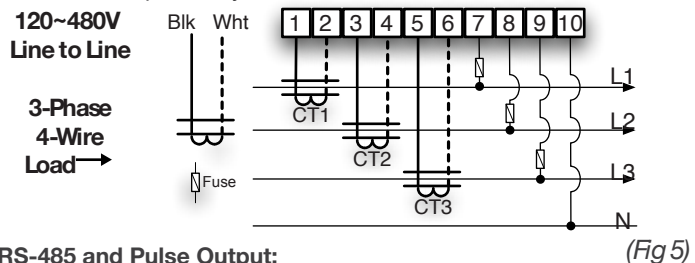 120~480V
Line to Line
Blk Wht
1 2 3 4 5 6 7 8 9 10
3-Phase
4-Wire
Load
Fuse
CT1
CT2
CT3
L1
L2
L3
N
RS-485 and Pulse Output:
(Fig 5)